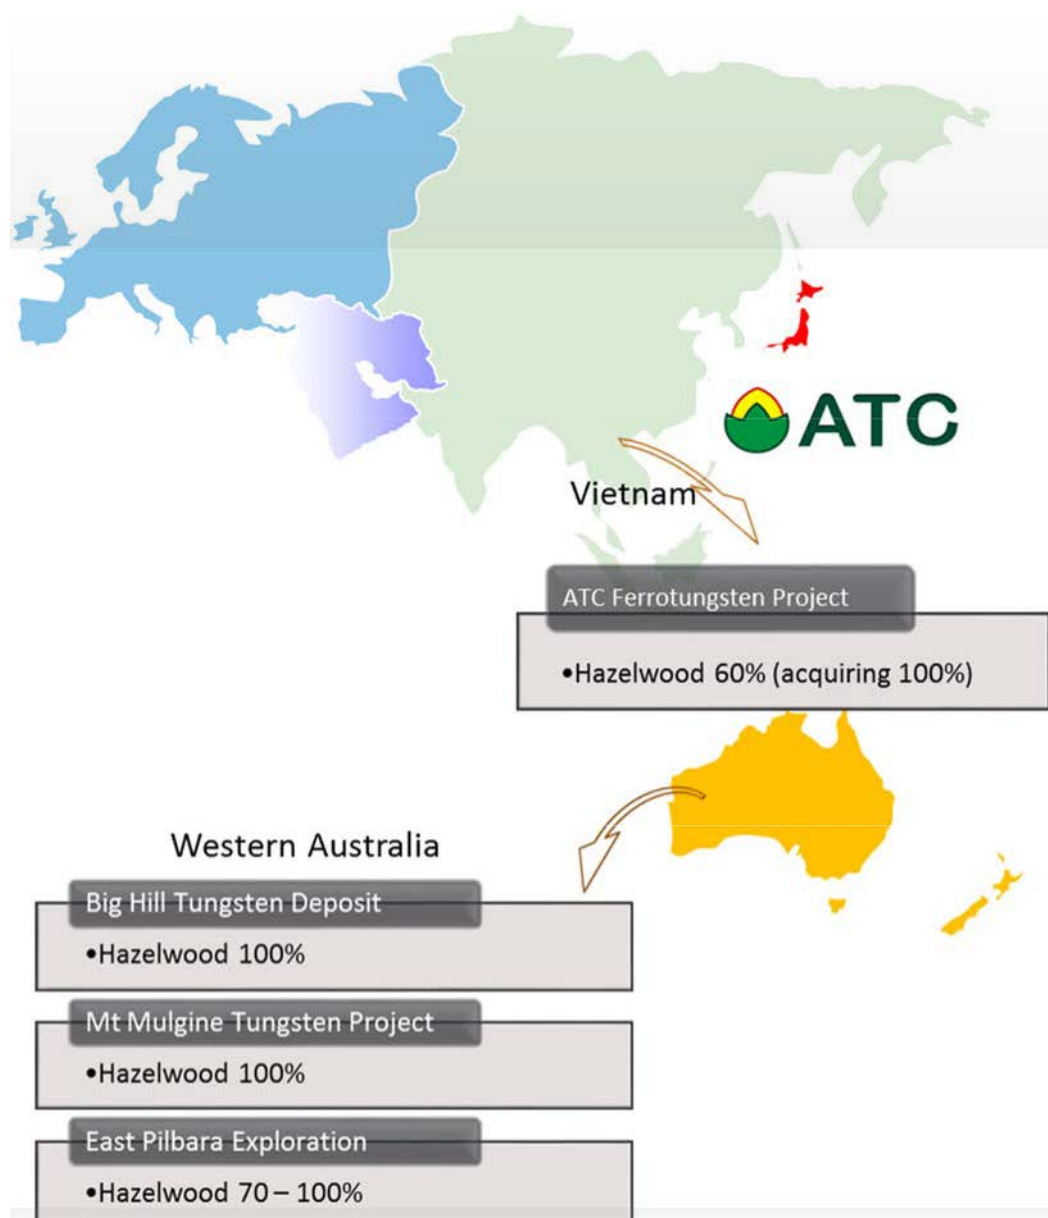 ATC
Vietnam
ATC Ferrotungsten Project
•Hazelwood 60% (acquiring 100%)
Western Australia
Big Hill Tungsten Deposit
•Hazelwood 100%
Mt Mulgine Tungsten Project
•Hazelwood 100%
East Pilbara Exploration
•Hazelwood 70 – 100%